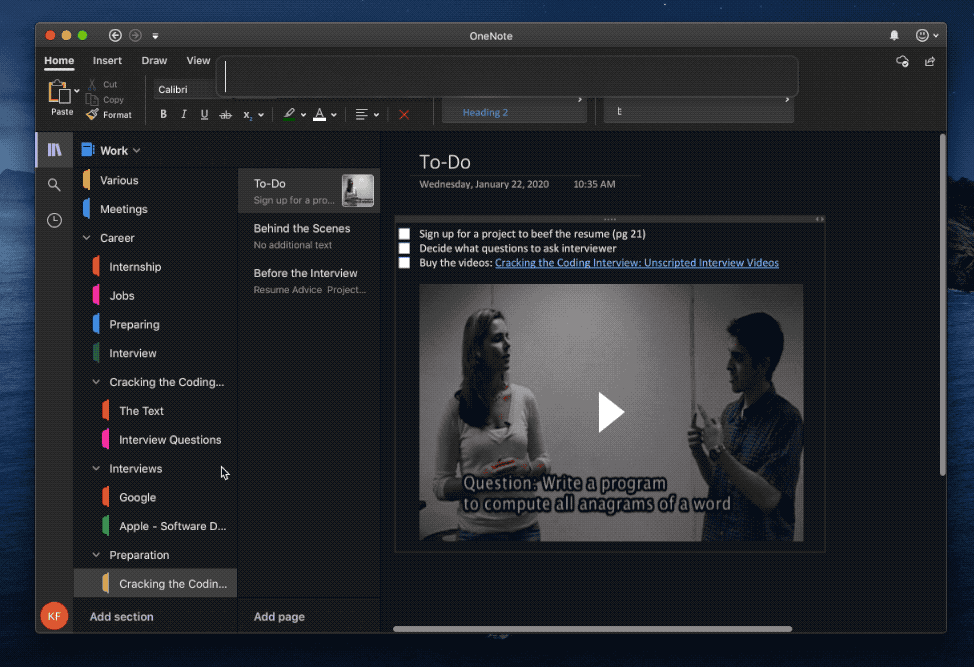 OneNote
Home Insert Draw View
Paste
Cut
Copy
Format
Calibri
B I U ab x
A
Heading 2
Work
Various
Meetings
Career
Internship
Jobs
Preparing
Interview
Cracking the Coding...
The Text
Interview Questions
Interviews
Google
Apple - Software D...
Preparation
Cracking the Codin...
KF
Add section
To-Do
Sign up for a pro...
Behind the Scenes
No additional text
Before the Interview
Resume Advice Project...
Add page
To-Do
Wednesday, January 22, 2020 10:35 AM
Sign up for a project to beef the resume (pg 21)
Decide what questions to ask interviewer
Buy the videos: Cracking the Coding Interview: Unscripted Interview Videos
Question: Write a program
to compute all anagrams of a word